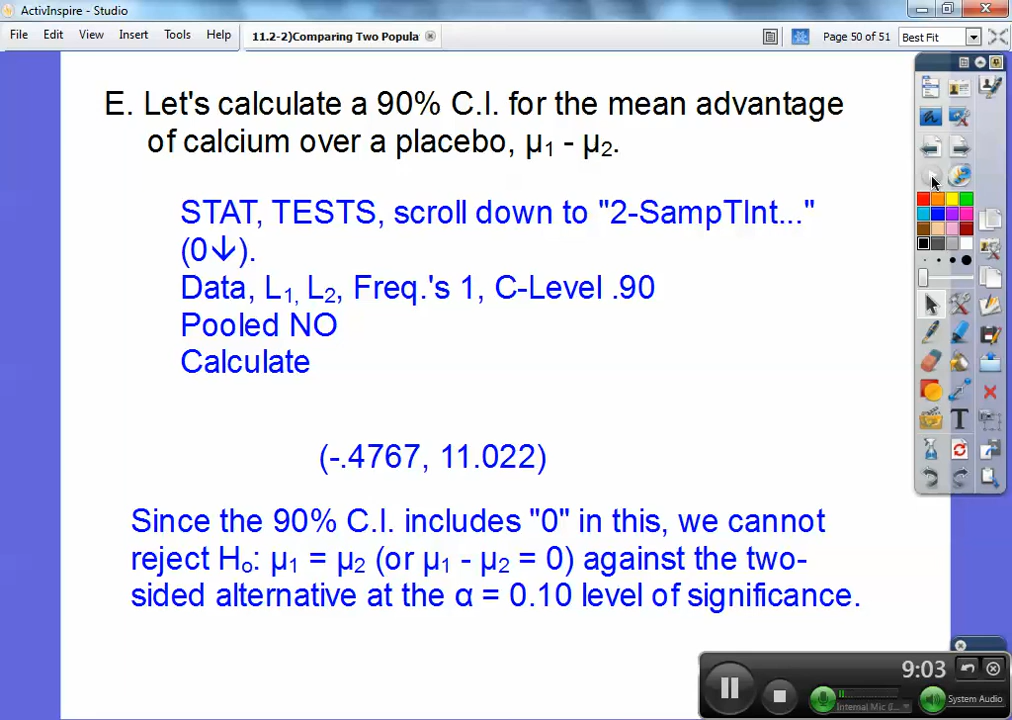 ActivInspire - Studio
File Edit View Insert Tools Help
11.2-2)Comparing Two Popula
Page 50 of 51
Best Fit
E. Let's calculate a 90% C.I. for the mean advantage
of calcium over a placebo, μ₁ - μ₂.
STAT, TESTS, scroll down to "2-SampTInt..."
(0↓).
Data, L₁, L₂, Freq.'s 1, C-Level .90
Pooled NO
Calculate
(-.4767, 11.022)
Since the 90% C.I. includes "0" in this, we cannot
reject Hₒ: μ₁ = μ₂ (or μ₁ - μ₂ = 0) against the two-
sided alternative at the α = 0.10 level of significance.
9:03
Internal Mic (I...
System Audio